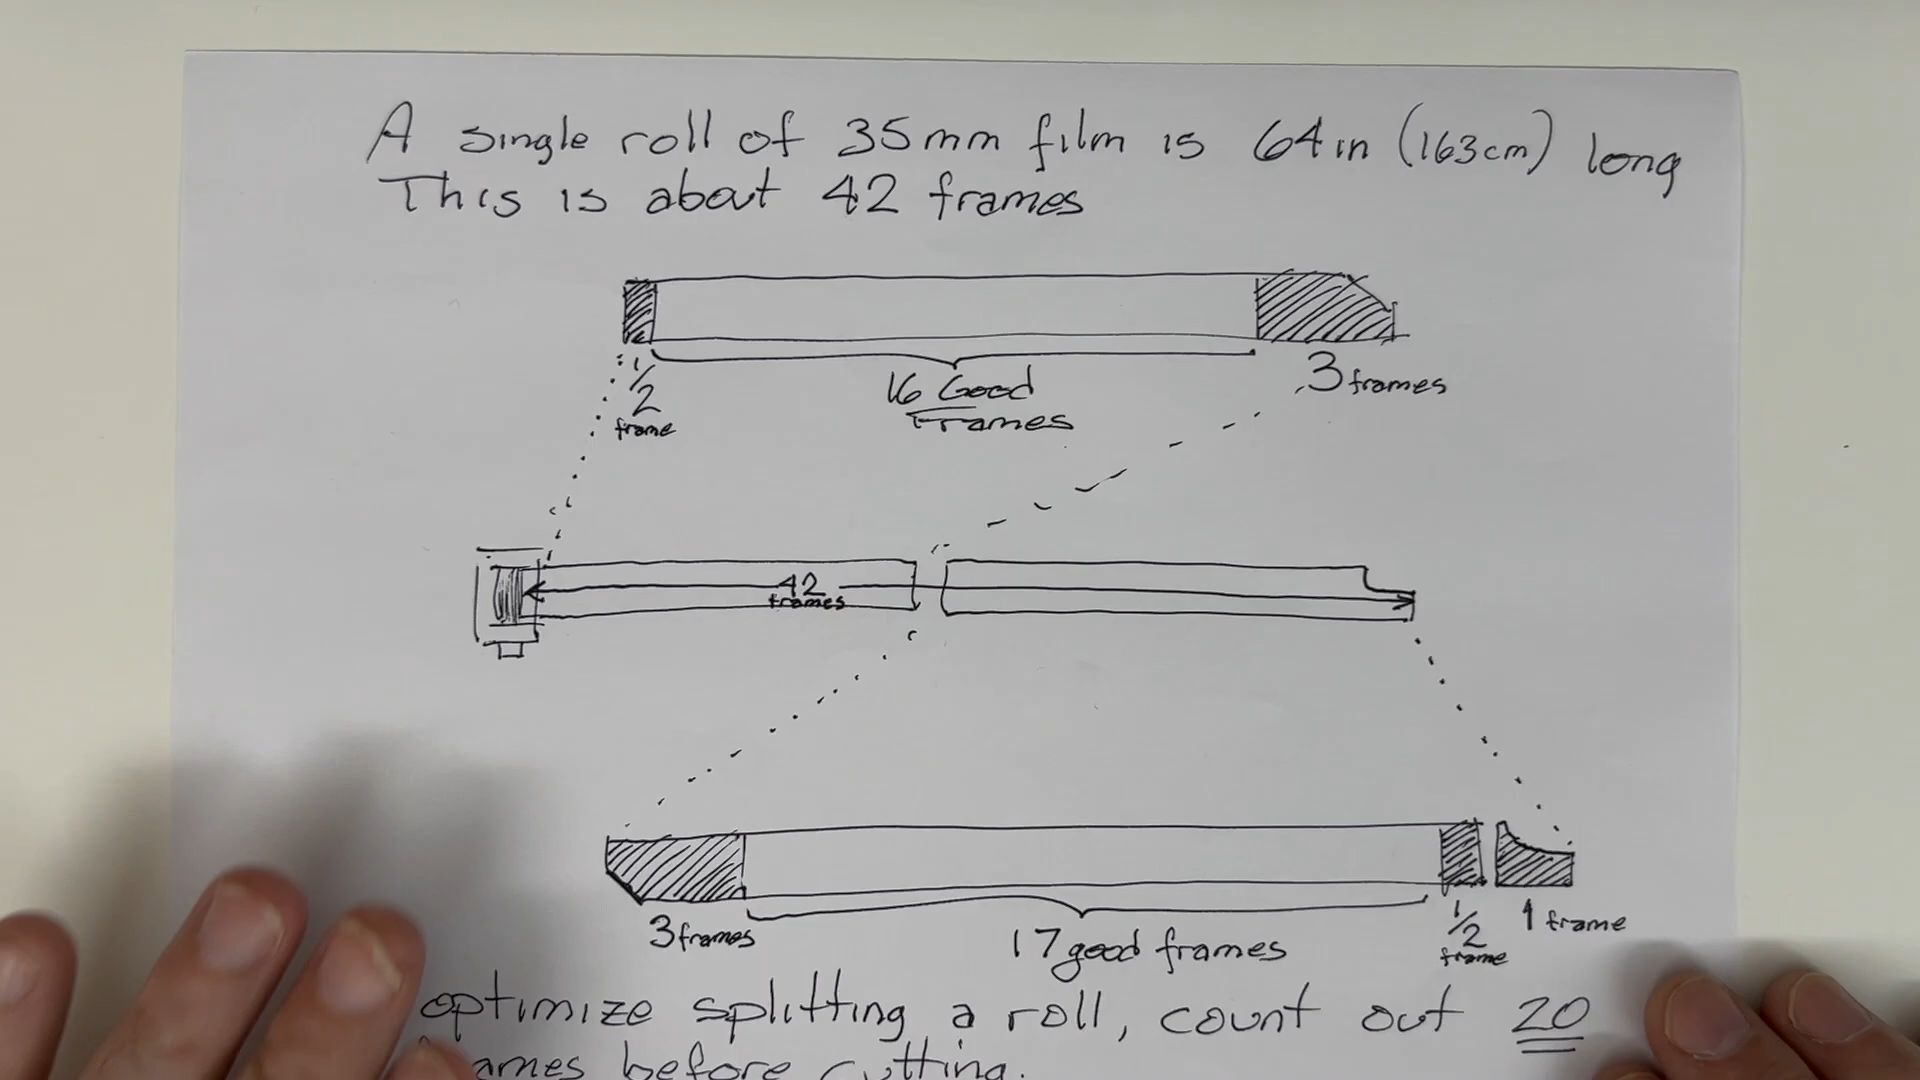 A single roll of 35mm film is 64in (163cm) long
This is about 42 frames
1/2 frame
16 Good Frames
3 frames
42 frames
3 frames
17 good frames
1/2 frame
1 frame
optimize splitting a roll, count out 20
before cutting.